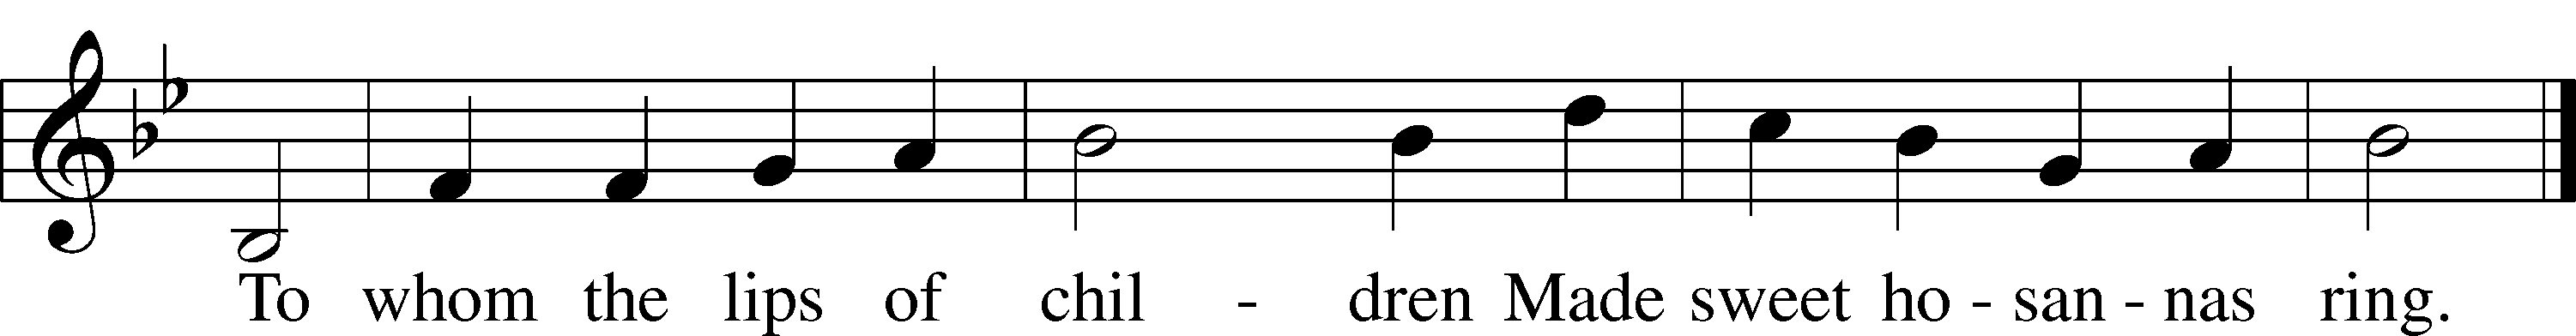 To whom the lips of chil - dren Made sweet ho - san - nas ring.